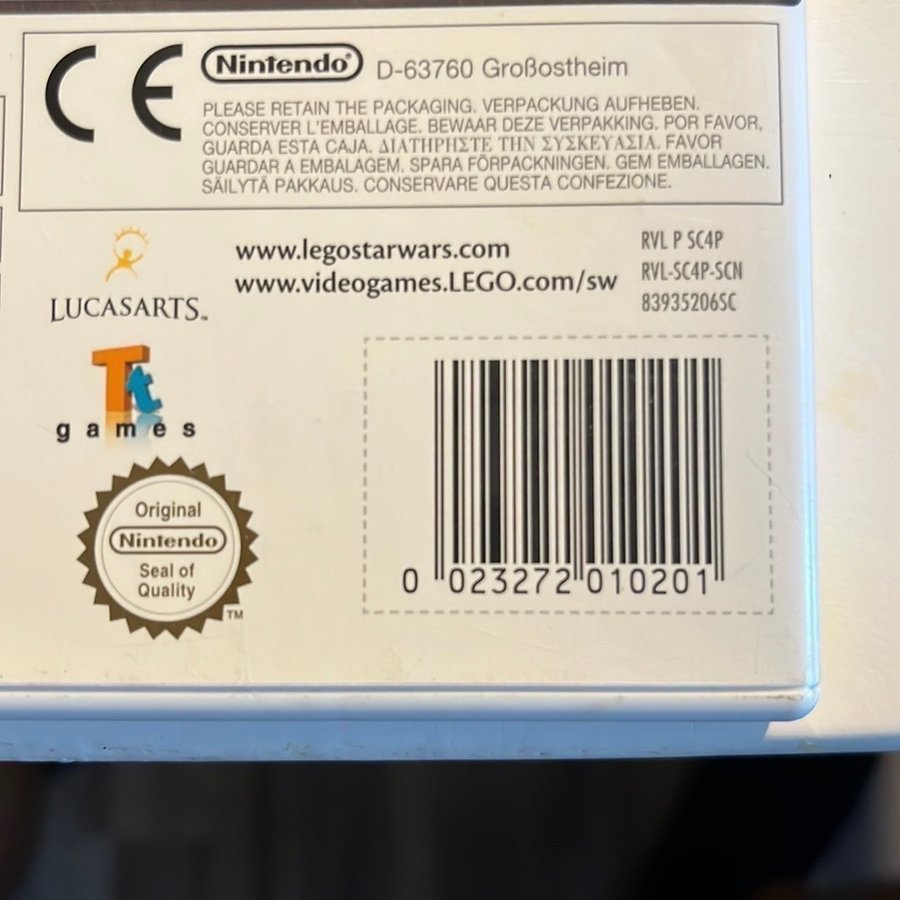 CE Nintendo® D-63760 Großostheim
PLEASE RETAIN THE PACKAGING. VERPACKUNG AUFHEBEN.
CONSERVER L'EMBALLAGE. BEWAAR DEZE VERPAKKING. POR FAVOR,
GUARDA ESTA CAJA. ΔΙΑΤΗΡΗΣΤΕ ΤΗΝ ΣΥΣΚΕΥΑΣΙΑ. FAVOR
GUARDAR A EMBALAGEM. SPARA FÖRPACKNINGEN. GEM EMBALLAGEN.
SÄILYTÄ PAKKAUS. CONSERVARE QUESTA CONFEZIONE.
LUCASARTS™
www.legostarwars.com
www.videogames.LEGO.com/sw
RVL P SC4P
RVL-SC4P-SCN
83935206SC
Tt
games
Original
Nintendo
Seal of
Quality
TM
0 023272 010201